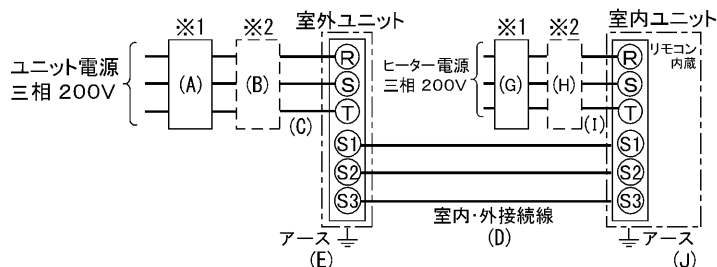 ※1
※2
室外ユニット
ユニット電源
三相 200V
(A)
(B)
(C)
R
S
T
S1
S2
S3
アース
(E)
※1
※2
室内ユニット
リモコン
内蔵
ヒーター電源
三相 200V
(G)
(H)
(I)
R
S
T
S1
S2
S3
室内・外接続線
(D)
アース
(J)